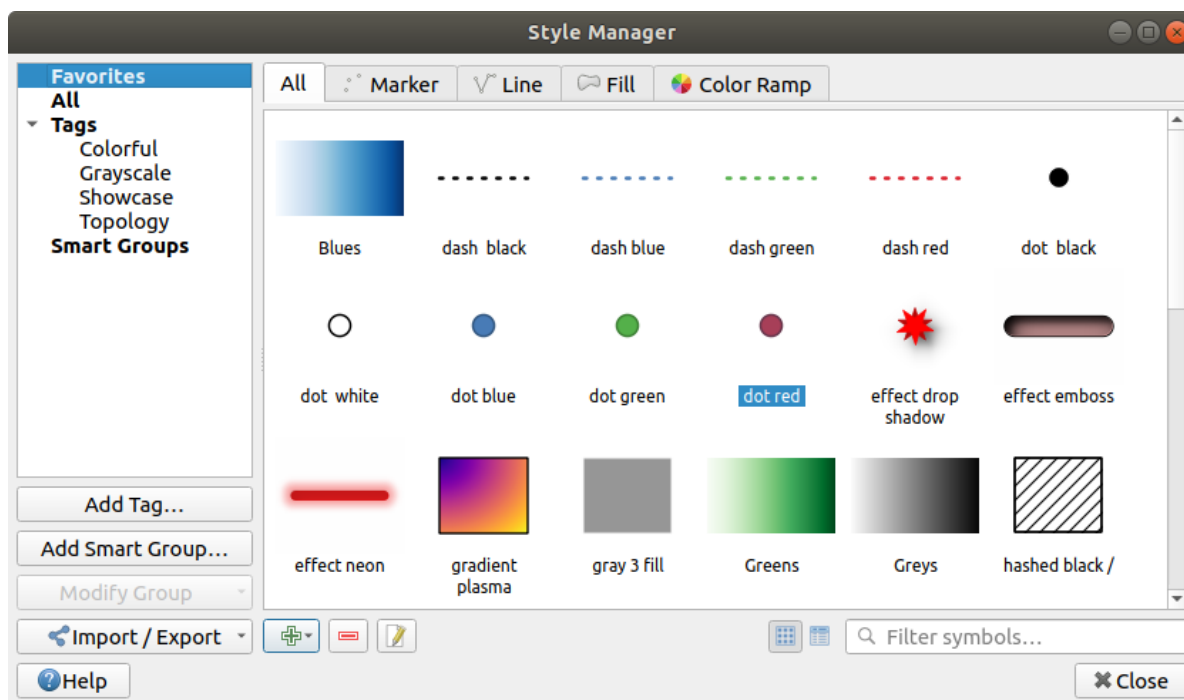 Style Manager
Favorites
All
Tags
Colorful
Grayscale
Showcase
Topology
Smart Groups
Add Tag…
Add Smart Group…
Modify Group
Import / Export
Help
All
Marker
Line
Fill
Color Ramp
Blues
dash  black
dash blue
dash green
dash red
dot  black
dot  white
dot blue
dot green
dot red
effect drop
shadow
effect emboss
effect neon
gradient
plasma
gray 3 fill
Greens
Greys
hashed black /
Filter symbols…
Close